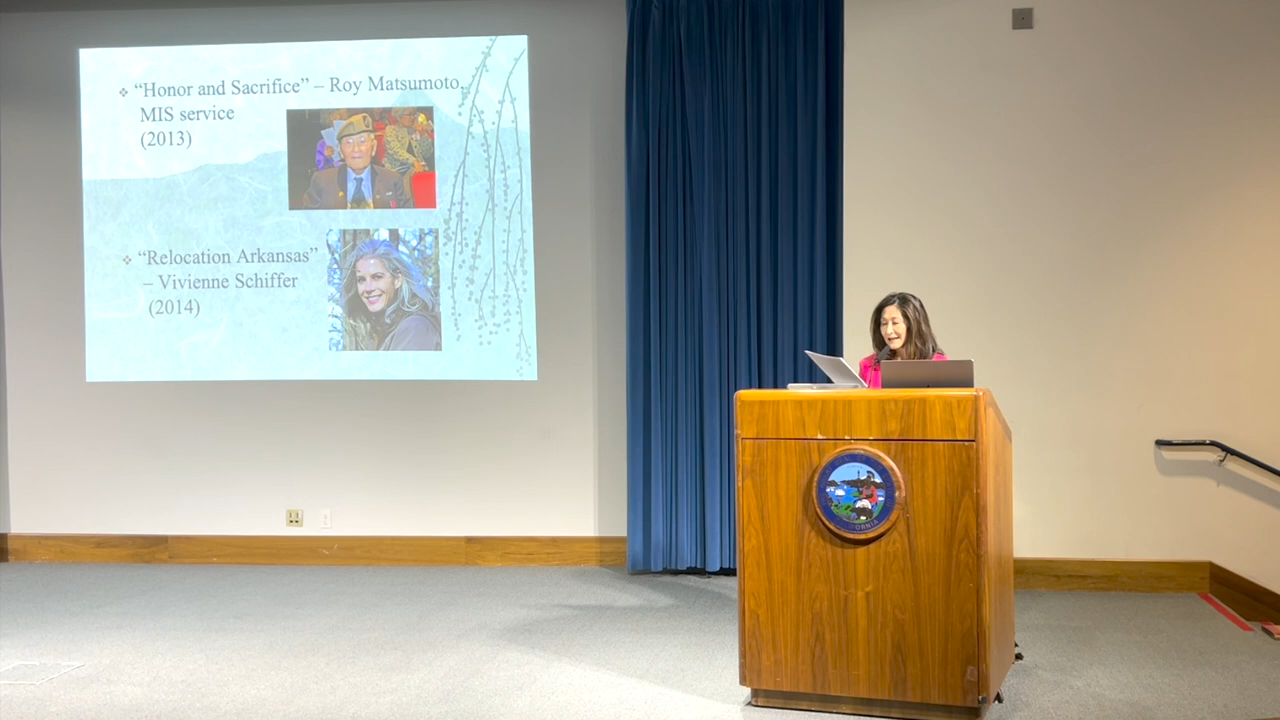 ❖ “Honor and Sacrifice” – Roy Matsumoto,
MIS service
(2013)
❖ “Relocation Arkansas”
– Vivienne Schiffer
(2014)